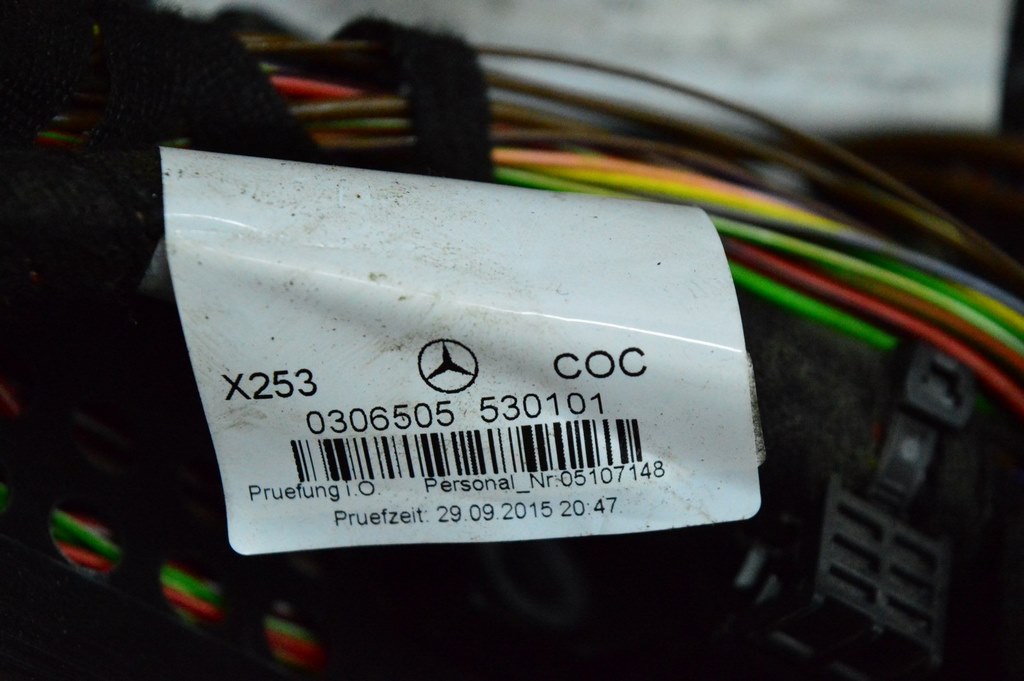 X253 COC
0306505 530101
Pruefung i.O. Personal_Nr:05107148
Pruefzeit: 29.09.2015 20:47